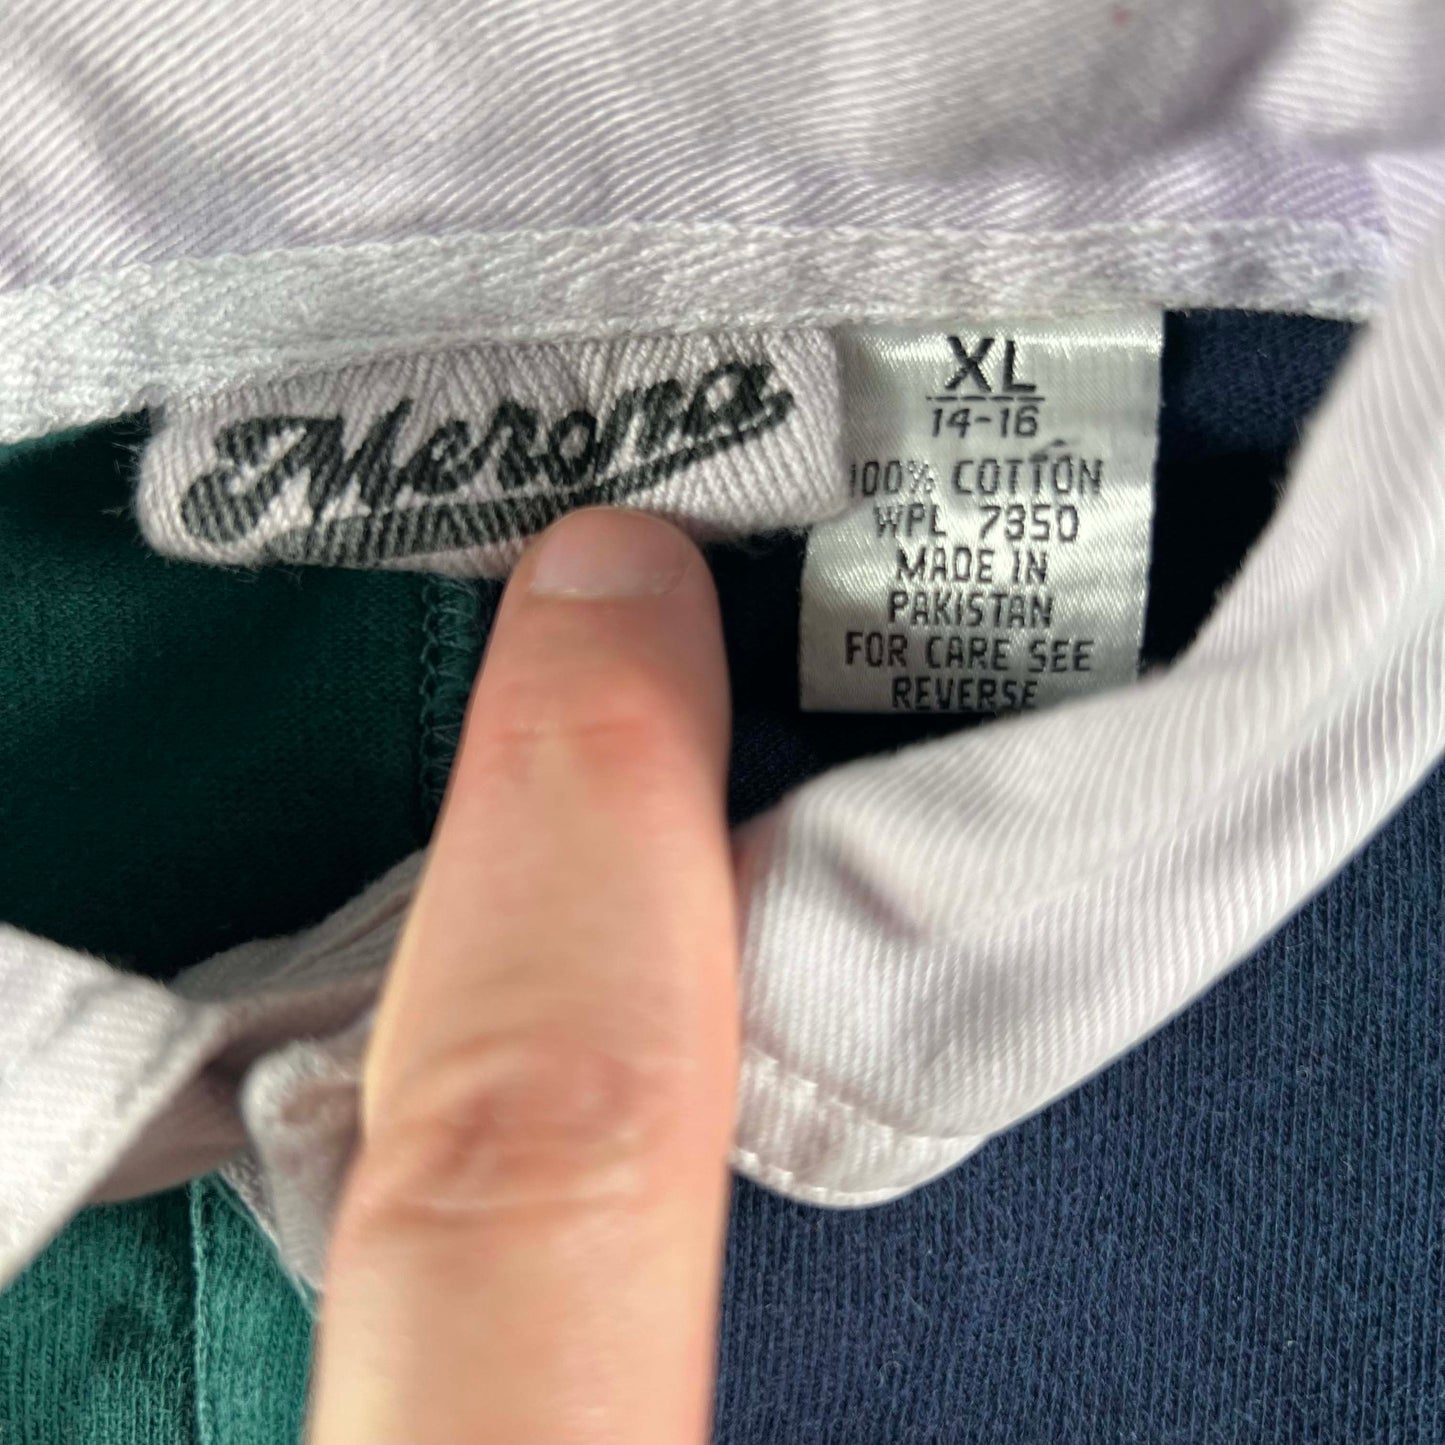 Merona
XL
14-16
100% COTTON
WPL 7350
MADE IN
PAKISTAN
FOR CARE SEE
REVERSE